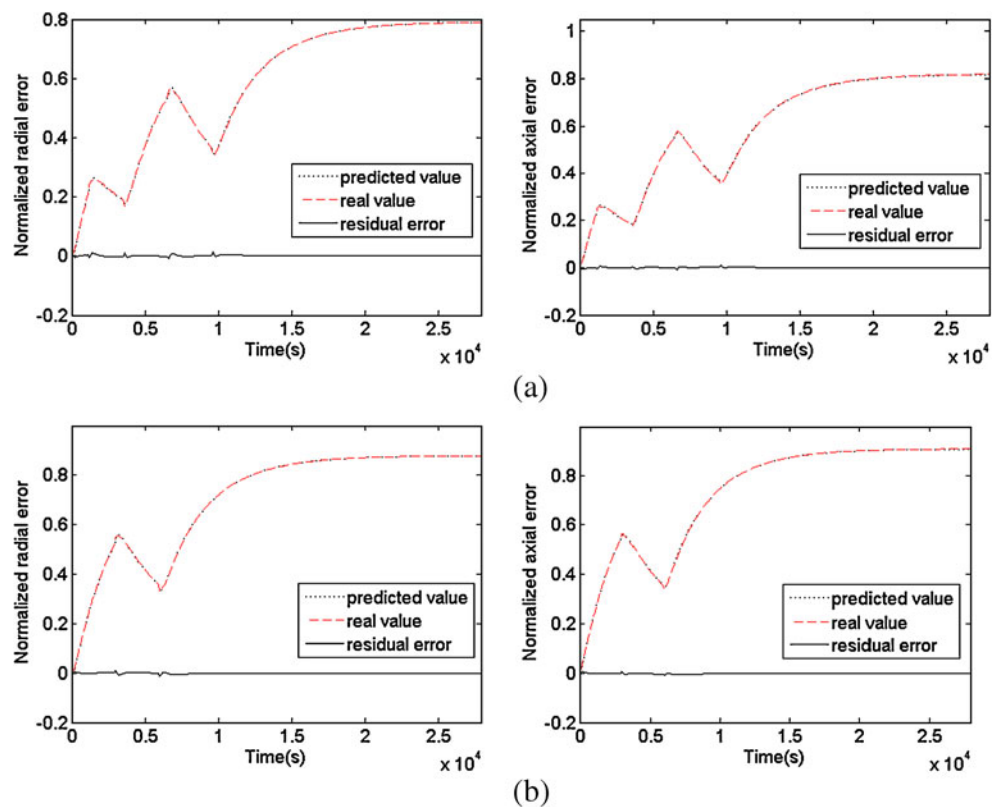 0.8
0.6
0.4
0.2
0
-0.2
Normalized radial error
predicted value
real value
residual error
0 0.5 1 1.5 2 2.5
Time(s)
x 10^4
1
0.8
0.6
0.4
0.2
0
-0.2
Normalized axial error
predicted value
real value
residual error
0 0.5 1 1.5 2 2.5
Time(s)
x 10^4
(a)
0.8
0.6
0.4
0.2
0
-0.2
Normalized radial error
predicted value
real value
residual error
0 0.5 1 1.5 2 2.5
Time(s)
x 10^4
0.8
0.6
0.4
0.2
0
-0.2
Normalized axial error
predicted value
real value
residual error
0 0.5 1 1.5 2 2.5
Time(s)
x 10^4
(b)